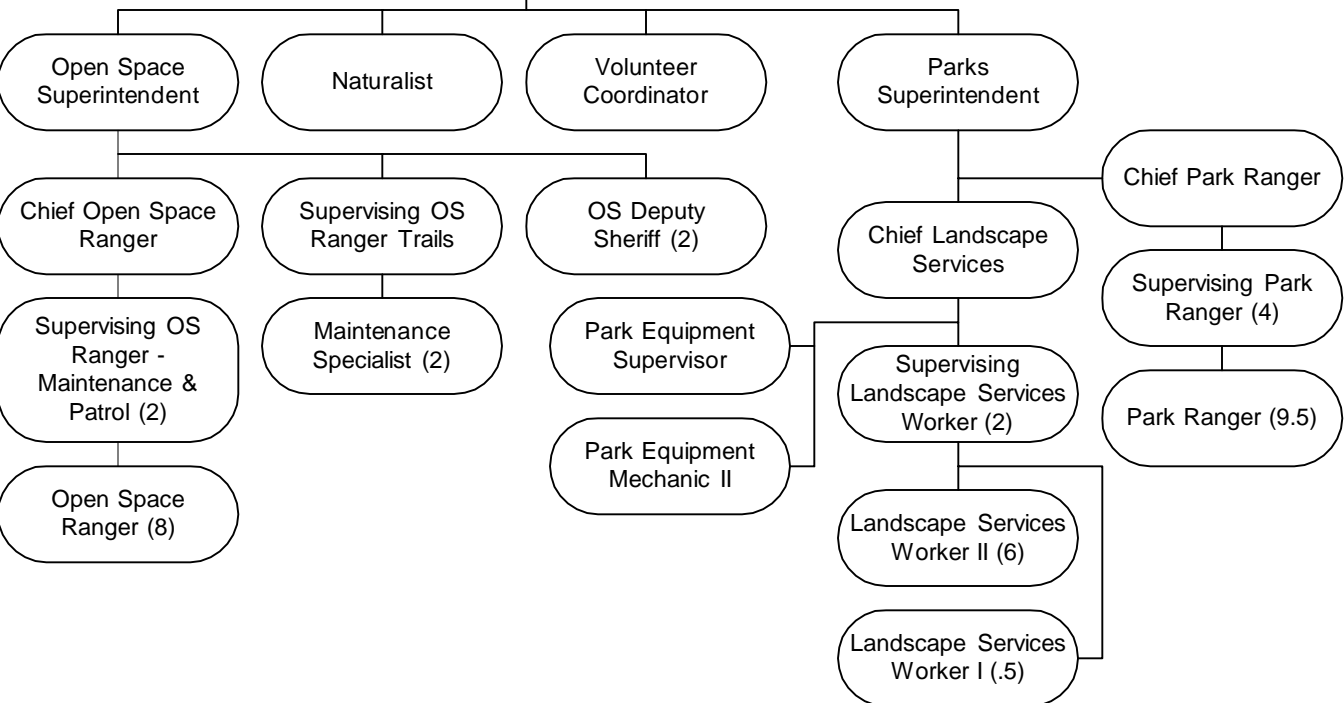 Open Space
Superintendent
Naturalist
Volunteer
Coordinator
Parks
Superintendent
Chief Park Ranger
Chief Open Space
Ranger
Supervising OS
Ranger Trails
OS Deputy
Sheriff (2)
Chief Landscape
Services
Supervising Park
Ranger (4)
Supervising OS
Ranger -
Maintenance &
Patrol (2)
Maintenance
Specialist (2)
Park Equipment
Supervisor
Supervising
Landscape Services
Worker (2)
Park Ranger (9.5)
Park Equipment
Mechanic II
Open Space
Ranger (8)
Landscape Services
Worker II (6)
Landscape Services
Worker I (.5)